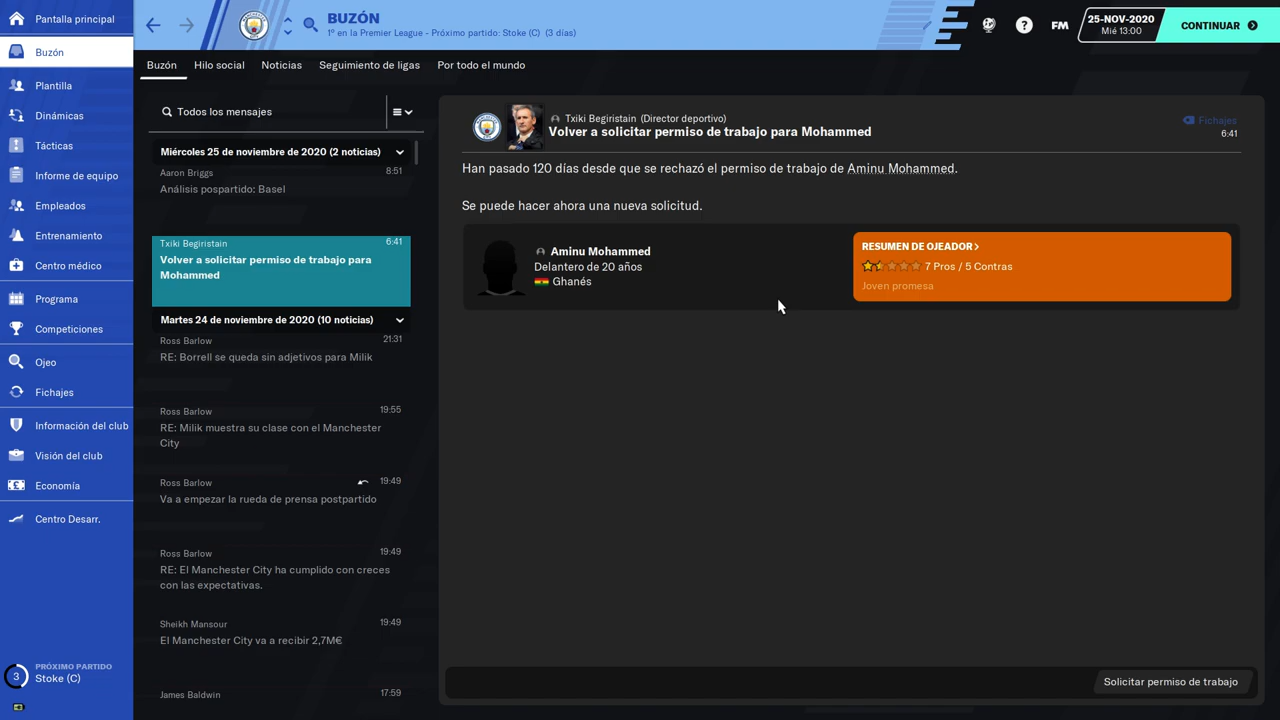 Pantalla principal
Buzón
Plantilla
Dinámicas
Tácticas
Informe de equipo
Empleados
Entrenamiento
Centro médico
Programa
Competiciones
Ojeo
Fichajes
Información del club
Visión del club
Economía
Centro Desarr.
3
PRÓXIMO PARTIDO
Stoke (C)
BUZÓN
1º en la Premier League - Próximo partido: Stoke (C) (3 días)
?
FM
25-NOV-2020
Mié 13:00
CONTINUAR
Buzón
Hilo social
Noticias
Seguimiento de ligas
Por todo el mundo
Todos los mensajes
Miércoles 25 de noviembre de 2020 (2 noticias)
Aaron Briggs
8:51
Análisis pospartido: Basel
Txiki Begiristain
6:41
Volver a solicitar permiso de trabajo para
Mohammed
Martes 24 de noviembre de 2020 (10 noticias)
Ross Barlow
21:31
RE: Borrell se queda sin adjetivos para Milik
Ross Barlow
19:55
RE: Milik muestra su clase con el Manchester
City
Ross Barlow
19:49
Va a empezar la rueda de prensa postpartido
Ross Barlow
19:49
RE: El Manchester City ha cumplido con creces
con las expectativas.
Sheikh Mansour
19:49
El Manchester City va a recibir 2,7M€
James Baldwin
17:59
Txiki Begiristain (Director deportivo)
Volver a solicitar permiso de trabajo para Mohammed
Fichajes
6:41
Han pasado 120 días desde que se rechazó el permiso de trabajo de Aminu Mohammed.
Se puede hacer ahora una nueva solicitud.
Aminu Mohammed
Delantero de 20 años
Ghanés
RESUMEN DE OJEADOR
7 Pros / 5 Contras
Joven promesa
Solicitar permiso de trabajo